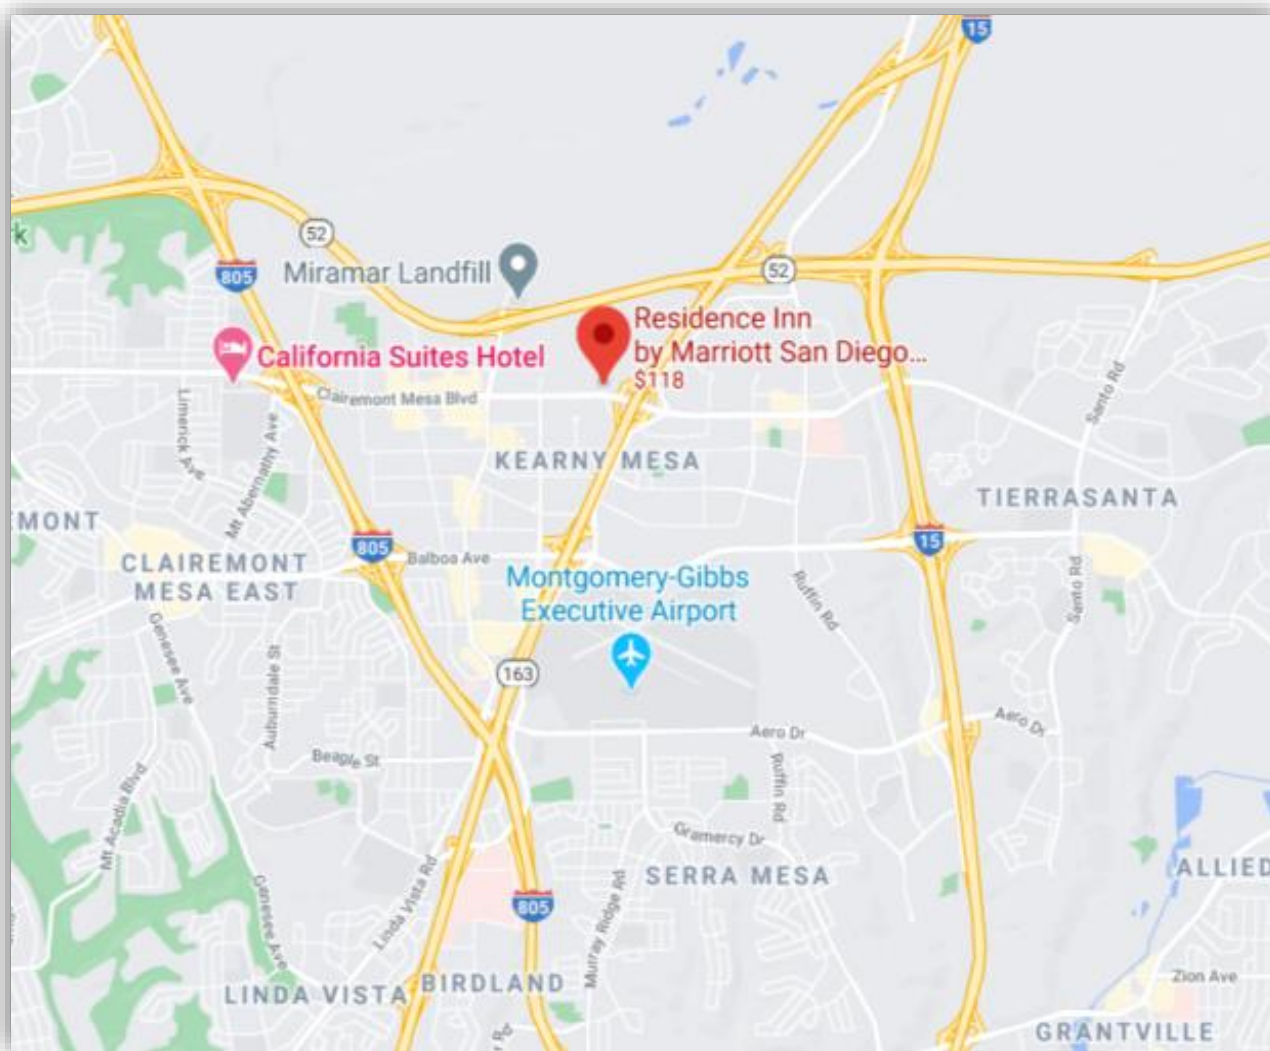 15
52
k
805
Miramar Landfill
52
Residence Inn
by Marriott San Diego...
$118
California Suites Hotel
Clairemont Mesa Blvd
Limerick Ave
Mt Abernathy Ave
Santo Rd
KEARNY MESA
TIERRASANTA
EMONT
CLAIREMONT
MESA EAST
805
Balboa Ave
15
Montgomery-Gibbs
Executive Airport
Ruffin Rd
Santo Rd
Genesee Ave
Auburndale St
163
Aero Dr
Aero Dr
Beagle St
Ruffin Rd
Mt Acadia Blvd
Gramercy Dr
SERRA MESA
ALLIED
Linda Vista Rd
Genesee Ave
805
Murray Ridge Rd
BIRDLAND
LINDA VISTA
Zion Ave
GRANTVILLE
Rd